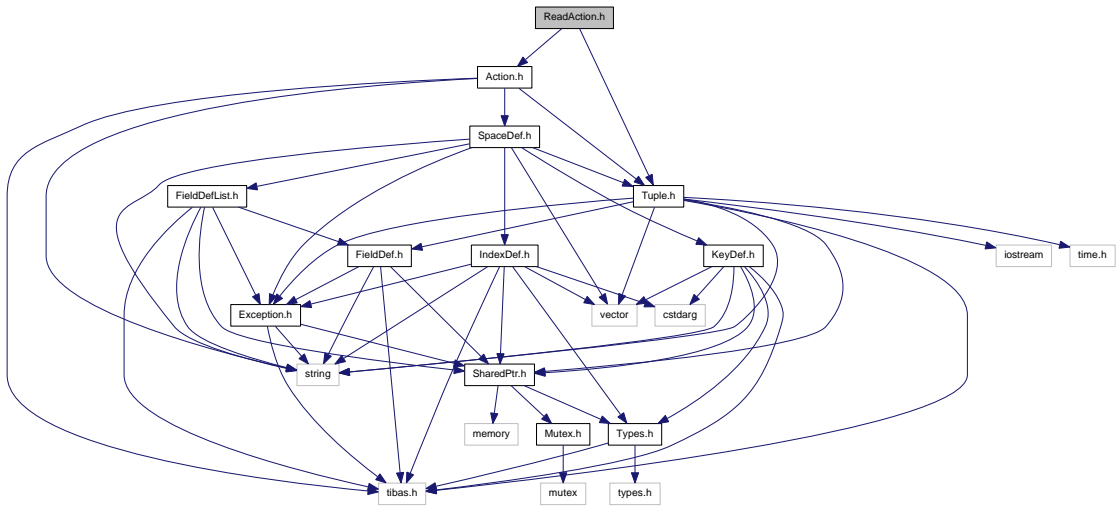 ReadAction.h
Action.h
SpaceDef.h
FieldDefList.h
Tuple.h
FieldDef.h
IndexDef.h
KeyDef.h
iostream
time.h
Exception.h
vector
cstdarg
string
SharedPtr.h
memory
Mutex.h
Types.h
tibas.h
mutex
types.h